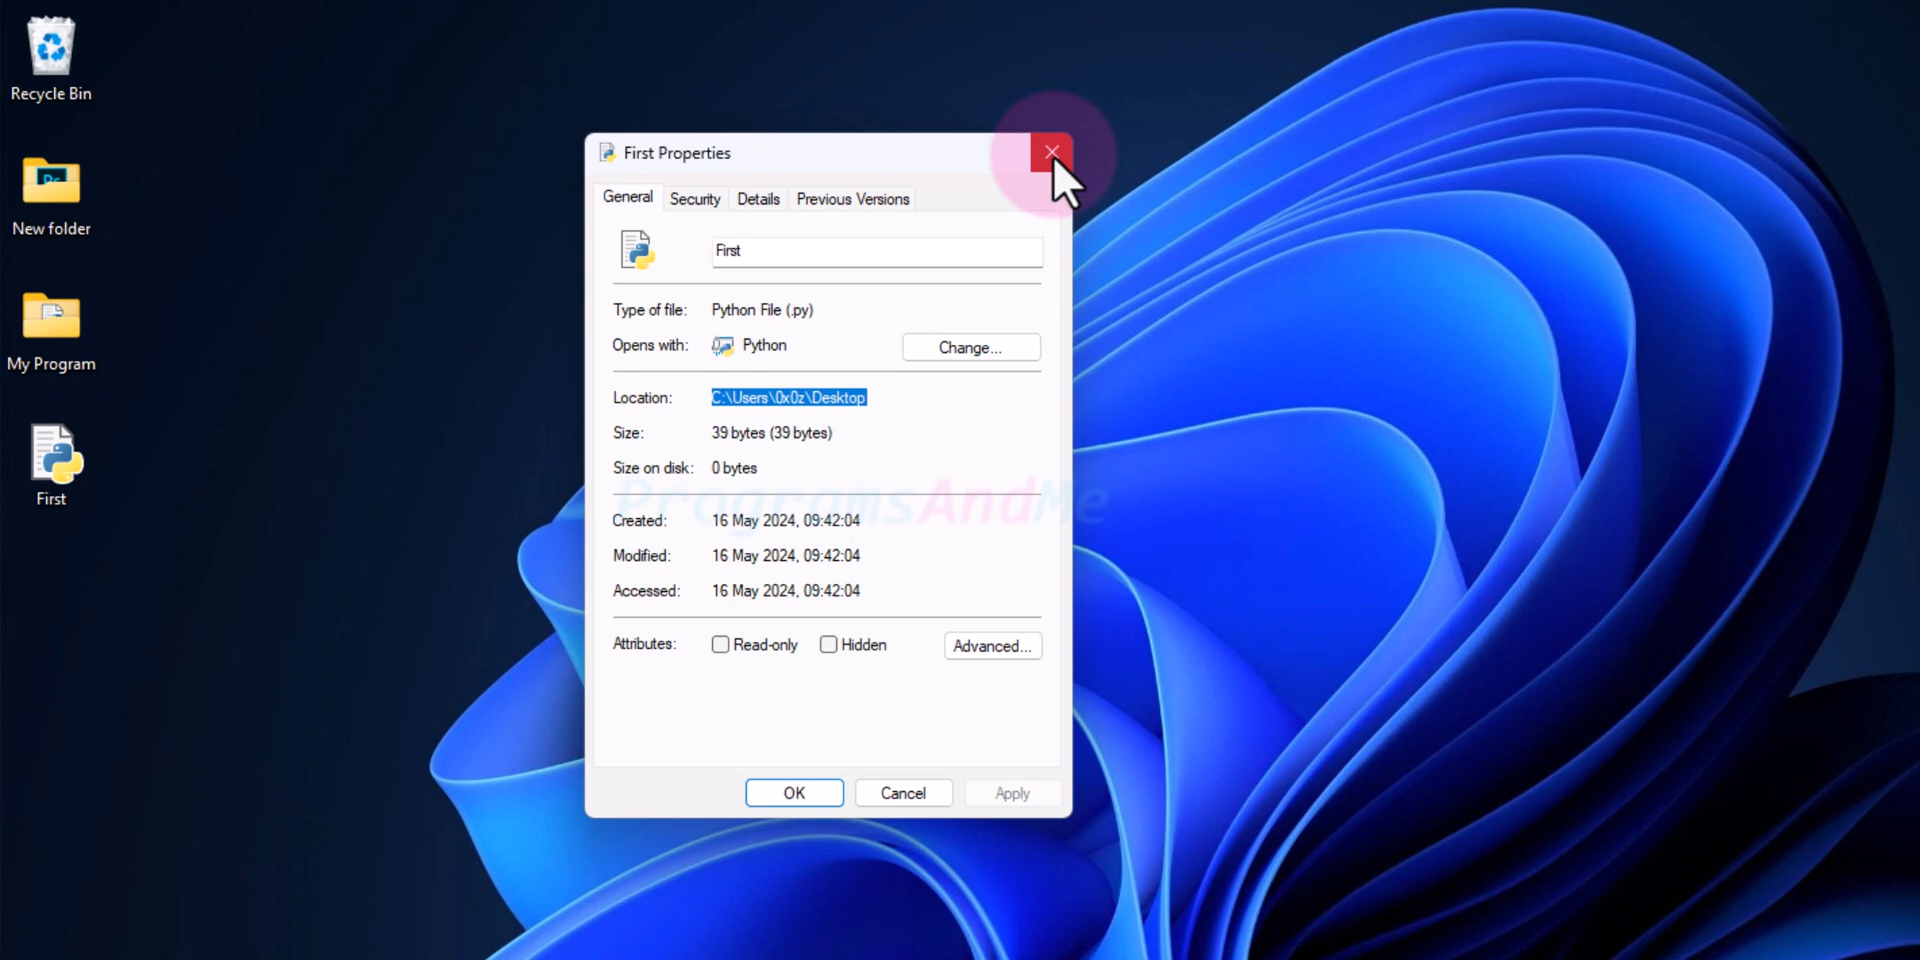 Recycle Bin
New folder
My Program
First
First Properties
General Security Details Previous Versions
First
Type of file: Python File (.py)
Opens with: Python Change...
Location: C:\Users\0x0z\Desktop
Size: 39 bytes (39 bytes)
Size on disk: 0 bytes
ProgramsAndMe
Created: 16 May 2024, 09:42:04
Modified: 16 May 2024, 09:42:04
Accessed: 16 May 2024, 09:42:04
Attributes: Read-only Hidden Advanced...
OK Cancel Apply